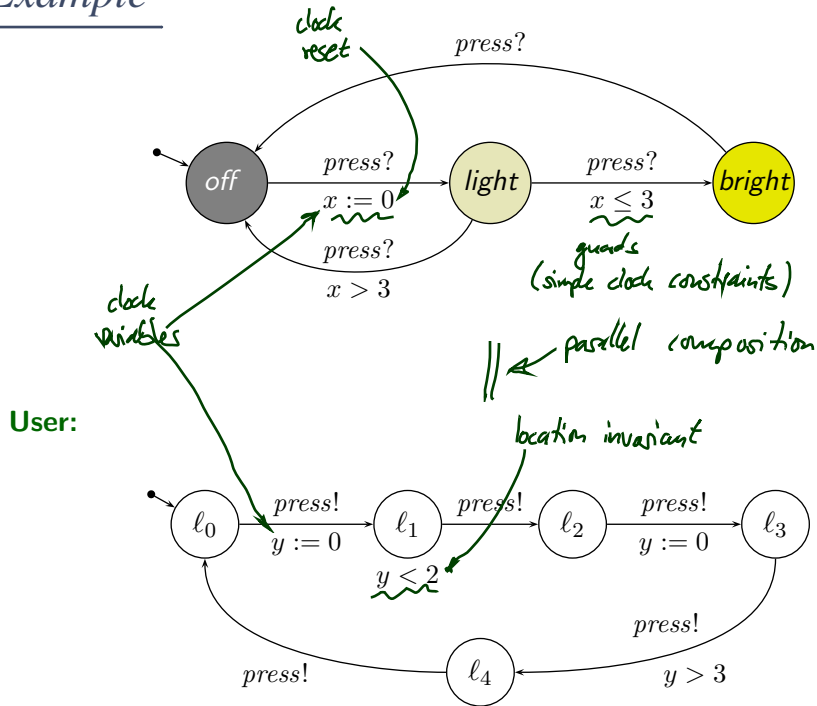 Example
clock
reset
press?
off
press?
x := 0
light
press?
x ≤ 3
bright
press?
x > 3
guards
(simple clock constraints)
clock
variables
|| parallel composition
User:
location invariant
ℓ0
press!
y := 0
ℓ1
y < 2
press!
ℓ2
press!
y := 0
ℓ3
press!
y > 3
ℓ4
press!